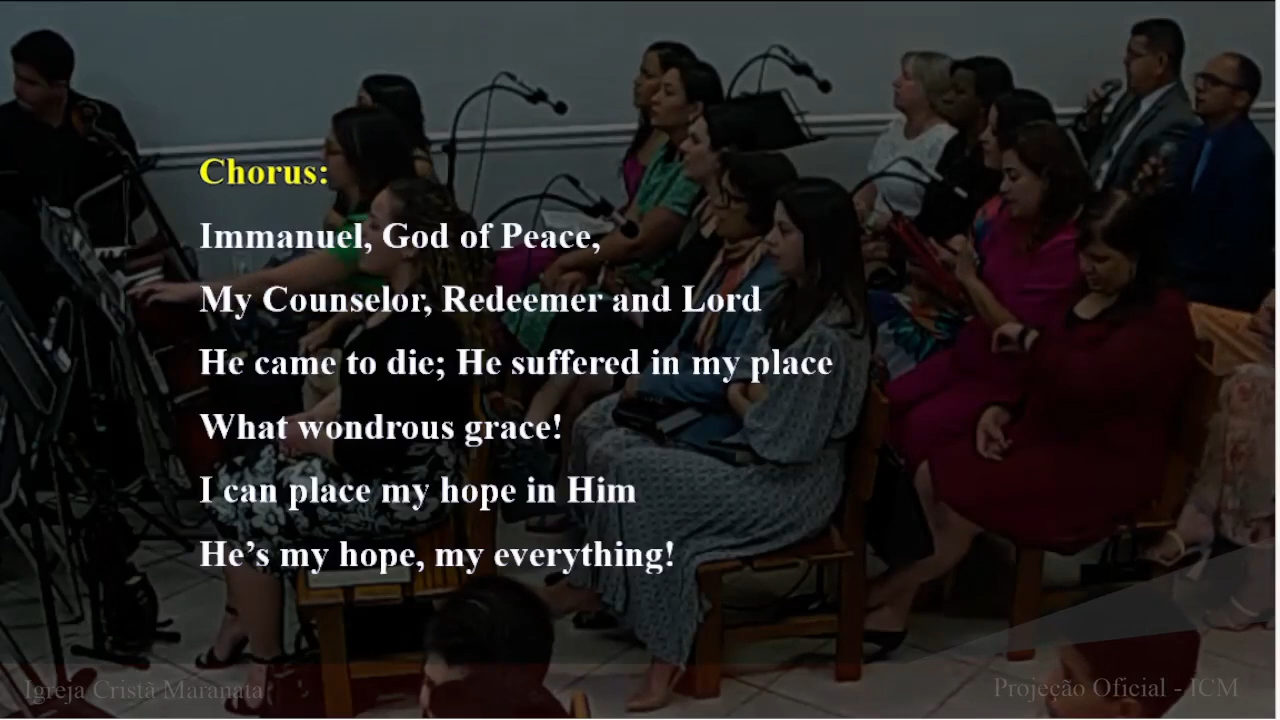 Chorus:
Immanuel, God of Peace,
My Counselor, Redeemer and Lord
He came to die; He suffered in my place
What wondrous grace!
I can place my hope in Him
He’s my hope, my everything!
Igreja Cristã Maranata
Projeção Oficial - ICM